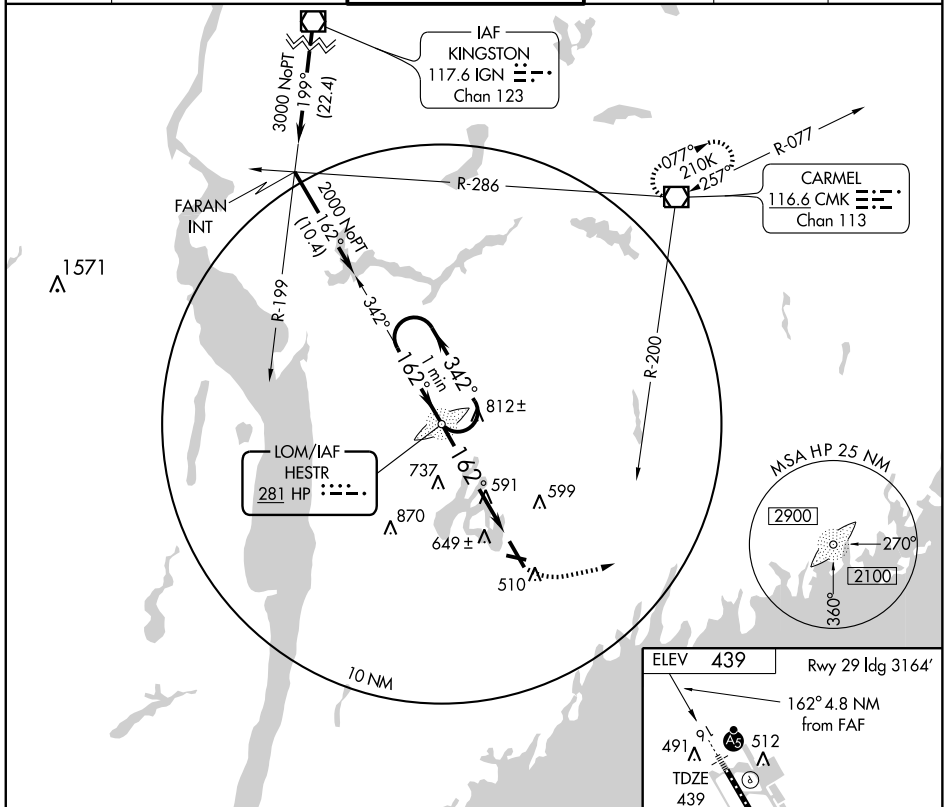 IAF
KINGSTON
117.6 IGN
Chan 123
3000 NoPT
199°
(22.4)
FARAN
INT
R-286
077°
210K
257°
R-077
CARMEL
116.6 CMK
Chan 113
2000 NoPT
162°
(10.4)
1571
R-199
342°
R-200
1 min
162°
342°
812±
LOM/IAF
HESTR
281 HP
737
162°
591
599
870
649±
510
MSA HP 25 NM
2900
270°
2100
360°
10 NM
ELEV 439
Rwy 29 ldg 3164'
162° 4.8 NM
from FAF
491
16
A5
512
TDZE
439